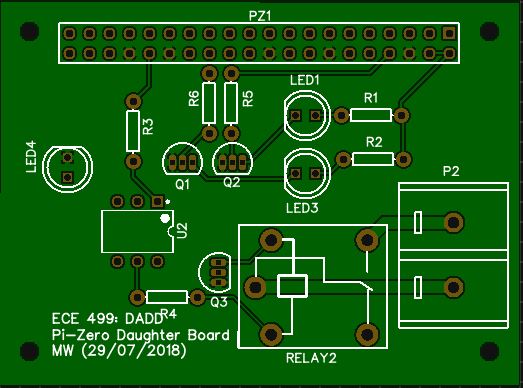 PZ1
LED1
R6
R5
R1
R3
R2
LED4
Q1
Q2
P2
LED3
U2
Q3
R4
ECE 499: DADD
Pi-Zero Daughter Board
MW (29/07/2018)
RELAY2